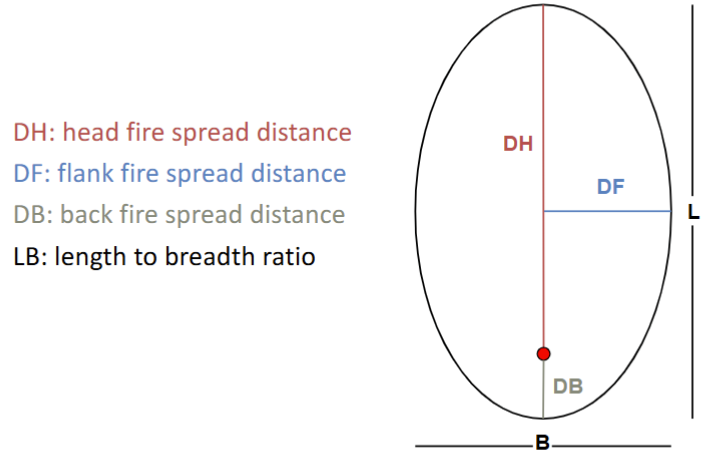 DH: head fire spread distance
DF: flank fire spread distance
DB: back fire spread distance
LB: length to breadth ratio
DH
DF
L
DB
B